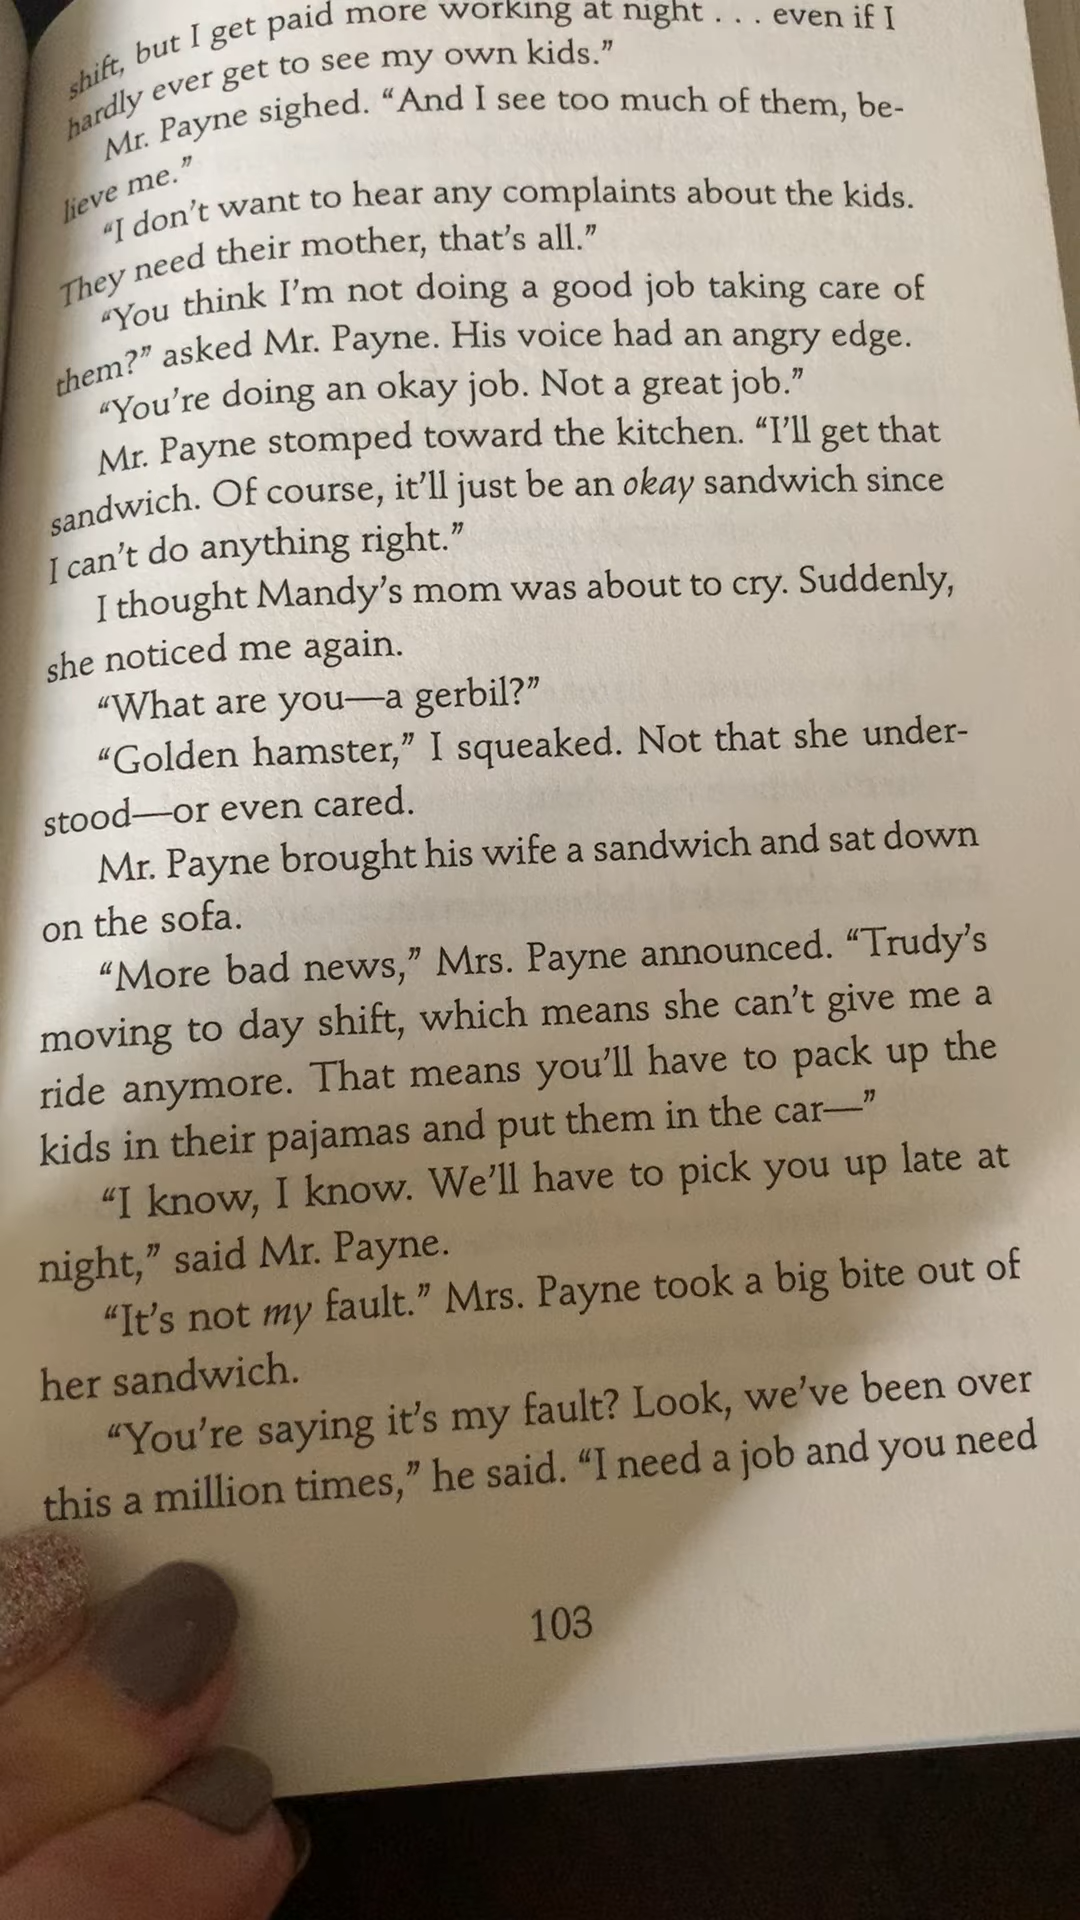 shift, but I get paid more working at night . . . even if I
hardly ever get to see my own kids.”
Mr. Payne sighed. “And I see too much of them, be-
lieve me.”
“I don’t want to hear any complaints about the kids.
They need their mother, that’s all.”
“You think I’m not doing a good job taking care of
them?” asked Mr. Payne. His voice had an angry edge.
“You’re doing an okay job. Not a great job.”
Mr. Payne stomped toward the kitchen. “I’ll get that
sandwich. Of course, it’ll just be an okay sandwich since
I can’t do anything right.”
I thought Mandy’s mom was about to cry. Suddenly,
she noticed me again.
“What are you—a gerbil?”
“Golden hamster,” I squeaked. Not that she under-
stood—or even cared.
Mr. Payne brought his wife a sandwich and sat down
on the sofa.
“More bad news,” Mrs. Payne announced. “Trudy’s
moving to day shift, which means she can’t give me a
ride anymore. That means you’ll have to pack up the
kids in their pajamas and put them in the car—”
“I know, I know. We’ll have to pick you up late at
night,” said Mr. Payne.
“It’s not my fault.” Mrs. Payne took a big bite out of
her sandwich.
“You’re saying it’s my fault? Look, we’ve been over
this a million times,” he said. “I need a job and you need
103